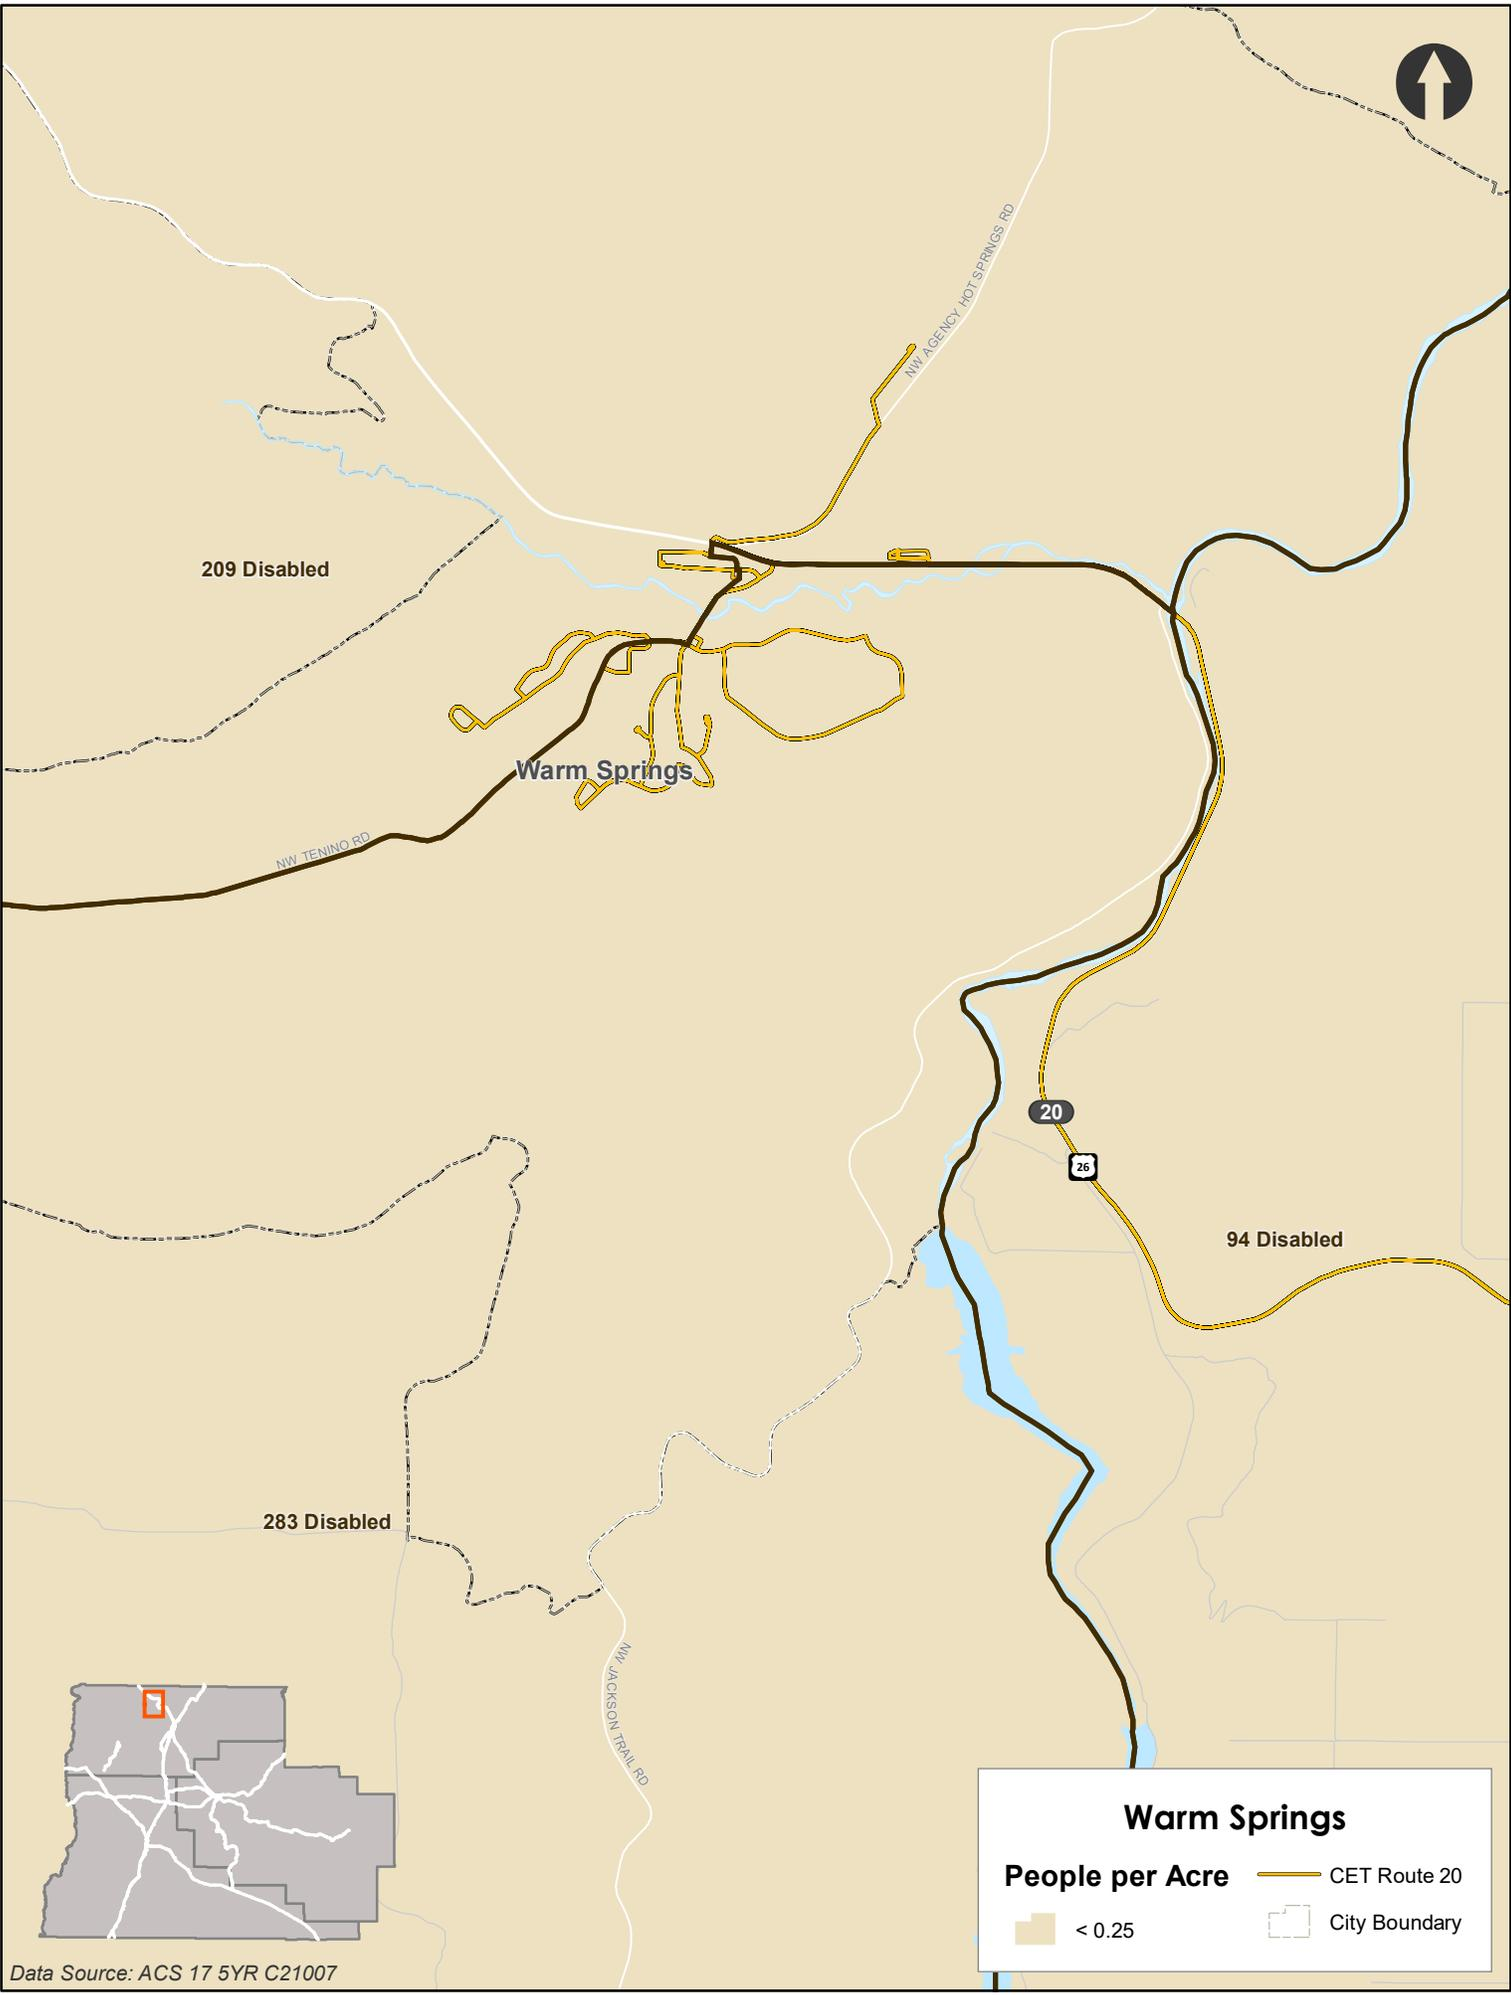 NW AGENCY HOT SPRINGS RD
209 Disabled
Warm Springs
NW TENINO RD
20
26
94 Disabled
283 Disabled
NW JACKSON TRAIL RD
Warm Springs
People per Acre
CET Route 20
< 0.25
City Boundary
Data Source: ACS 17 5YR C21007